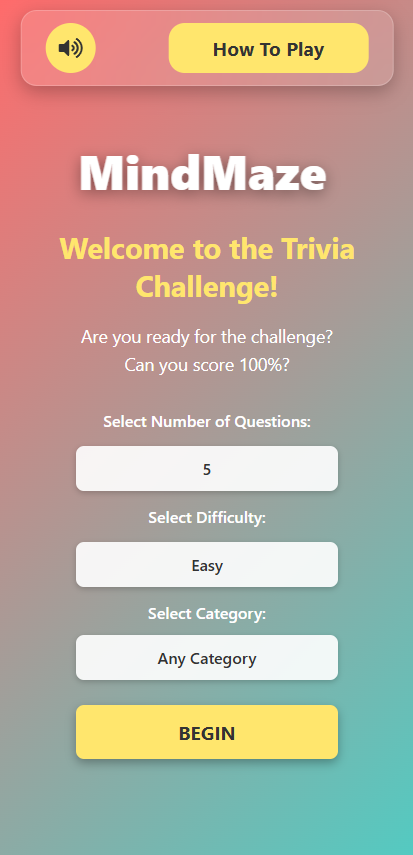 How To Play
MindMaze
Welcome to the Trivia
Challenge!
Are you ready for the challenge?
Can you score 100%?
Select Number of Questions:
5
Select Difficulty:
Easy
Select Category:
Any Category
BEGIN